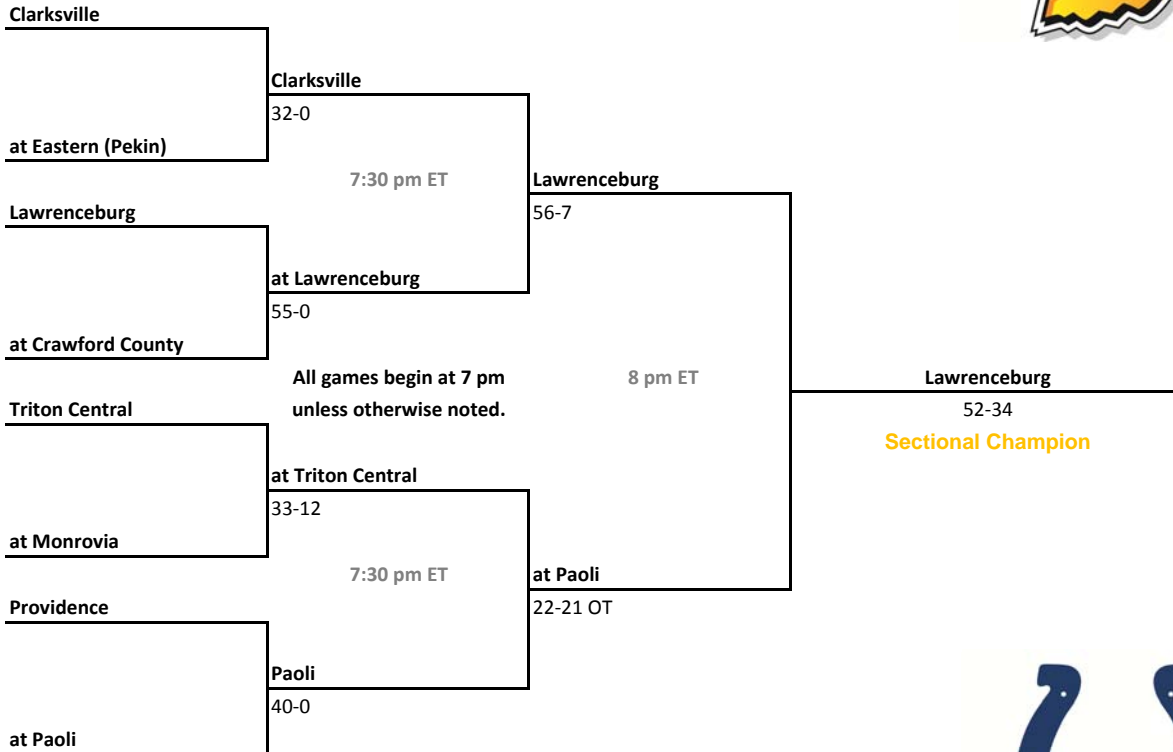 Clarksville
Clarksville
32-0
at Eastern (Pekin)
7:30 pm ET
Lawrenceburg
Lawrenceburg
56-7
at Lawrenceburg
55-0
at Crawford County
All games begin at 7 pm
unless otherwise noted.
8 pm ET
Lawrenceburg
52-34
Sectional Champion
Triton Central
at Triton Central
33-12
at Monrovia
7:30 pm ET
at Paoli
22-21 OT
Providence
Paoli
40-0
at Paoli